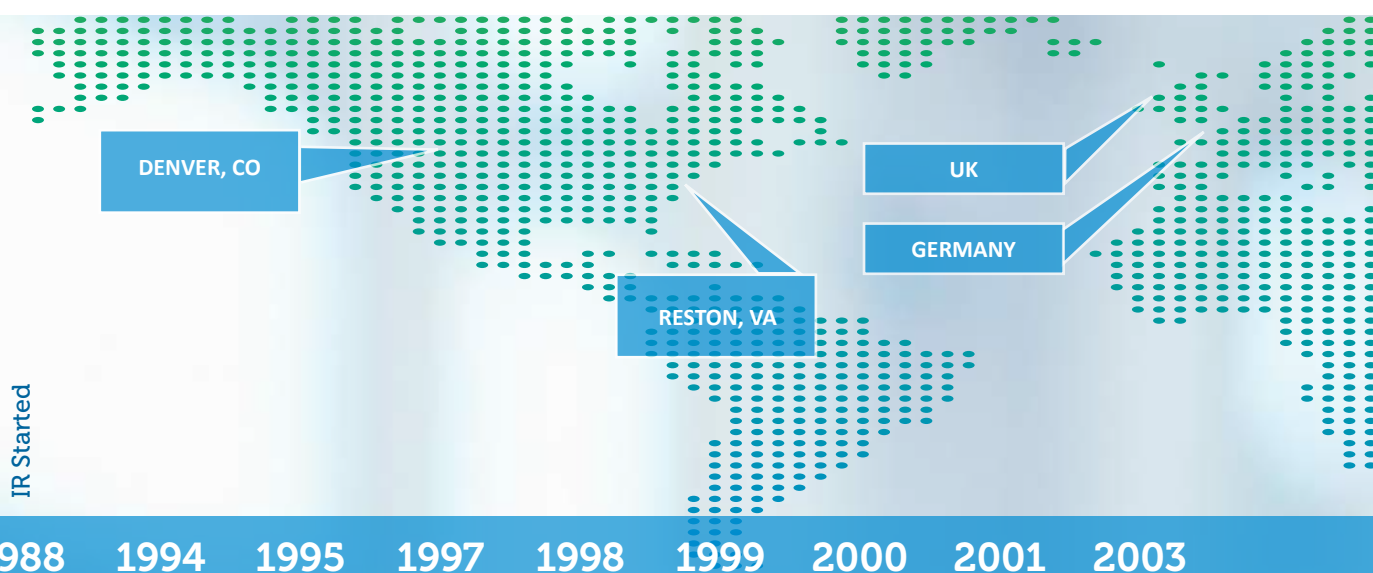 DENVER, CO
UK
GERMANY
RESTON, VA
IR Started
988 1994 1995 1997 1998 1999 2000 2001 2003